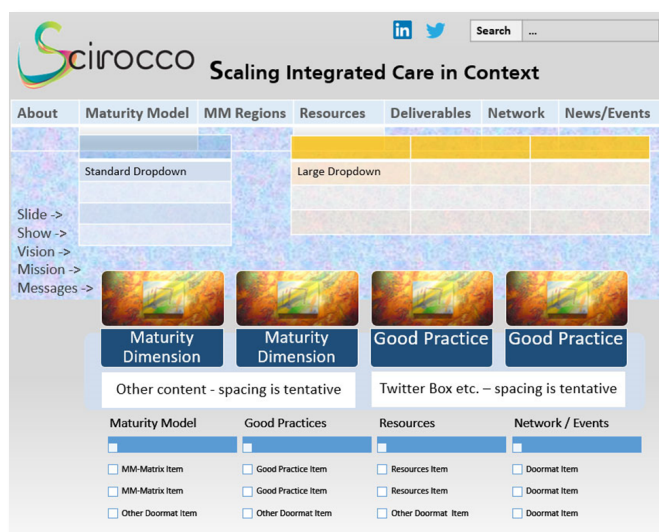 Scirocco
in
Search ...
Scaling Integrated Care in Context
About Maturity Model MM Regions Resources Deliverables Network News/Events
Standard Dropdown Large Dropdown
Slide ->
Show ->
Vision ->
Mission ->
Messages ->
Maturity Dimension
Maturity Dimension
Good Practice
Good Practice
Other content - spacing is tentative
Twitter Box etc. – spacing is tentative
Maturity Model Good Practices Resources Network / Events
MM-Matrix Item Good Practice Item Resources Item Doormat Item
MM-Matrix Item Good Practice Item Resources Item Doormat Item
Other Doormat Item Other Doormat Item Other Doormat Item Doormat Item